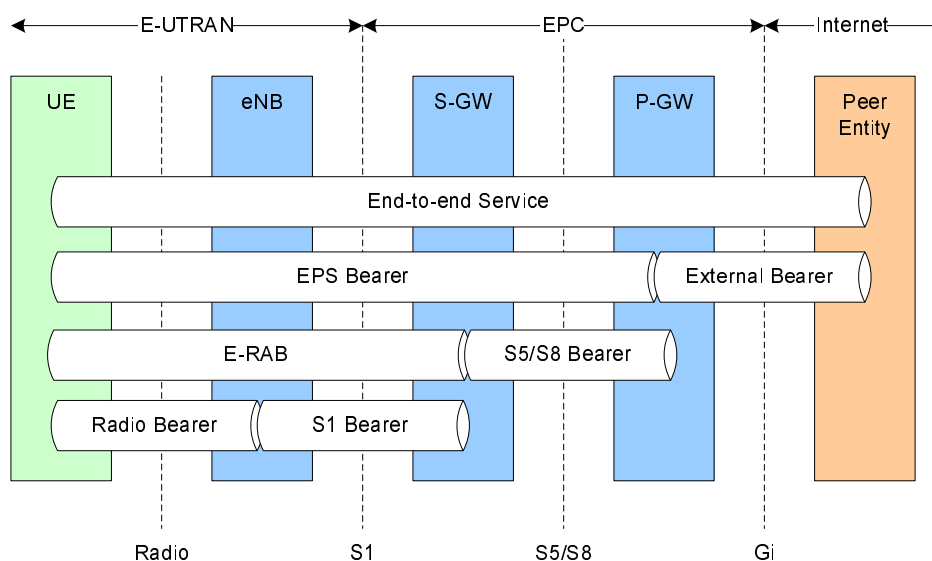 E-UTRAN EPC Internet
UE eNB S-GW P-GW Peer
Entity
End-to-end Service
EPS Bearer External Bearer
E-RAB S5/S8 Bearer
Radio Bearer S1 Bearer
Radio S1 S5/S8 Gi